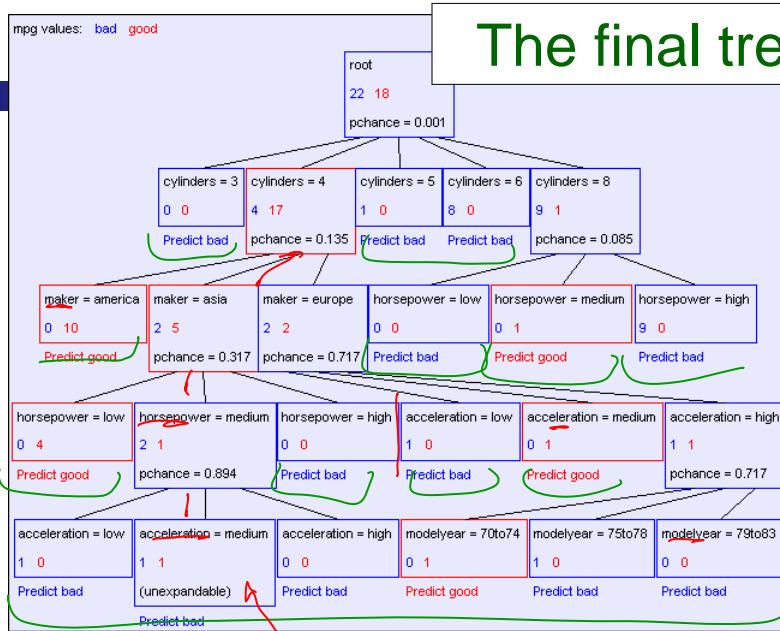 The final tre
mpg values: bad good
root
22 18
pchance = 0.001
cylinders = 3
0 0
Predict bad
cylinders = 4
4 17
pchance = 0.135
cylinders = 5
1 0
Predict bad
cylinders = 6
8 0
Predict bad
cylinders = 8
9 1
pchance = 0.085
maker = america
0 10
Predict good
maker = asia
2 5
pchance = 0.317
maker = europe
2 2
pchance = 0.717
horsepower = low
0 0
Predict bad
horsepower = medium
0 1
Predict good
horsepower = high
9 0
Predict bad
horsepower = low
0 4
Predict good
horsepower = medium
2 1
pchance = 0.894
horsepower = high
0 0
Predict bad
acceleration = low
1 0
Predict bad
acceleration = medium
0 1
Predict good
acceleration = high
1 1
pchance = 0.717
acceleration = low
1 0
Predict bad
acceleration = medium
1 1
(unexpandable)
Predict bad
acceleration = high
0 0
Predict bad
modelyear = 70to74
0 1
Predict good
modelyear = 75to78
1 0
Predict bad
modelyear = 79to83
0 0
Predict bad